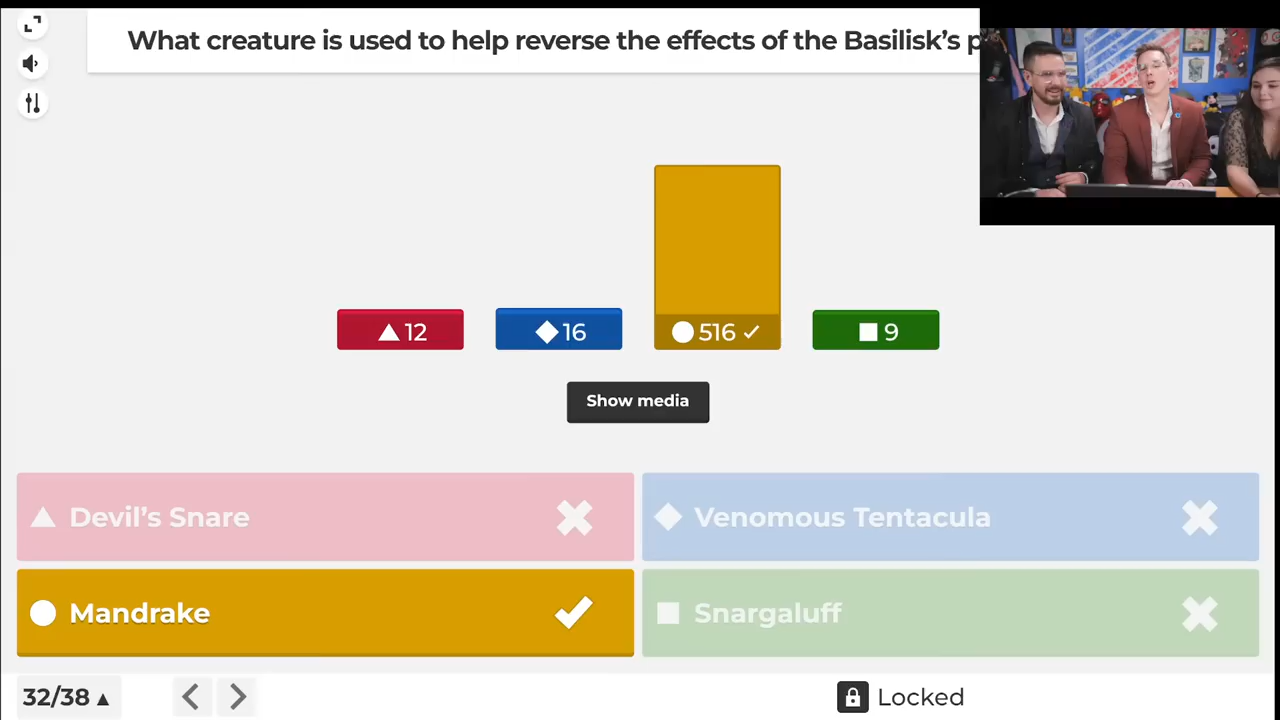 What creature is used to help reverse the effects of the Basilisk's
12
16
516
9
Show media
Devil's Snare
Venomous Tentacula
Mandrake
Snargaluff
32/38
Locked